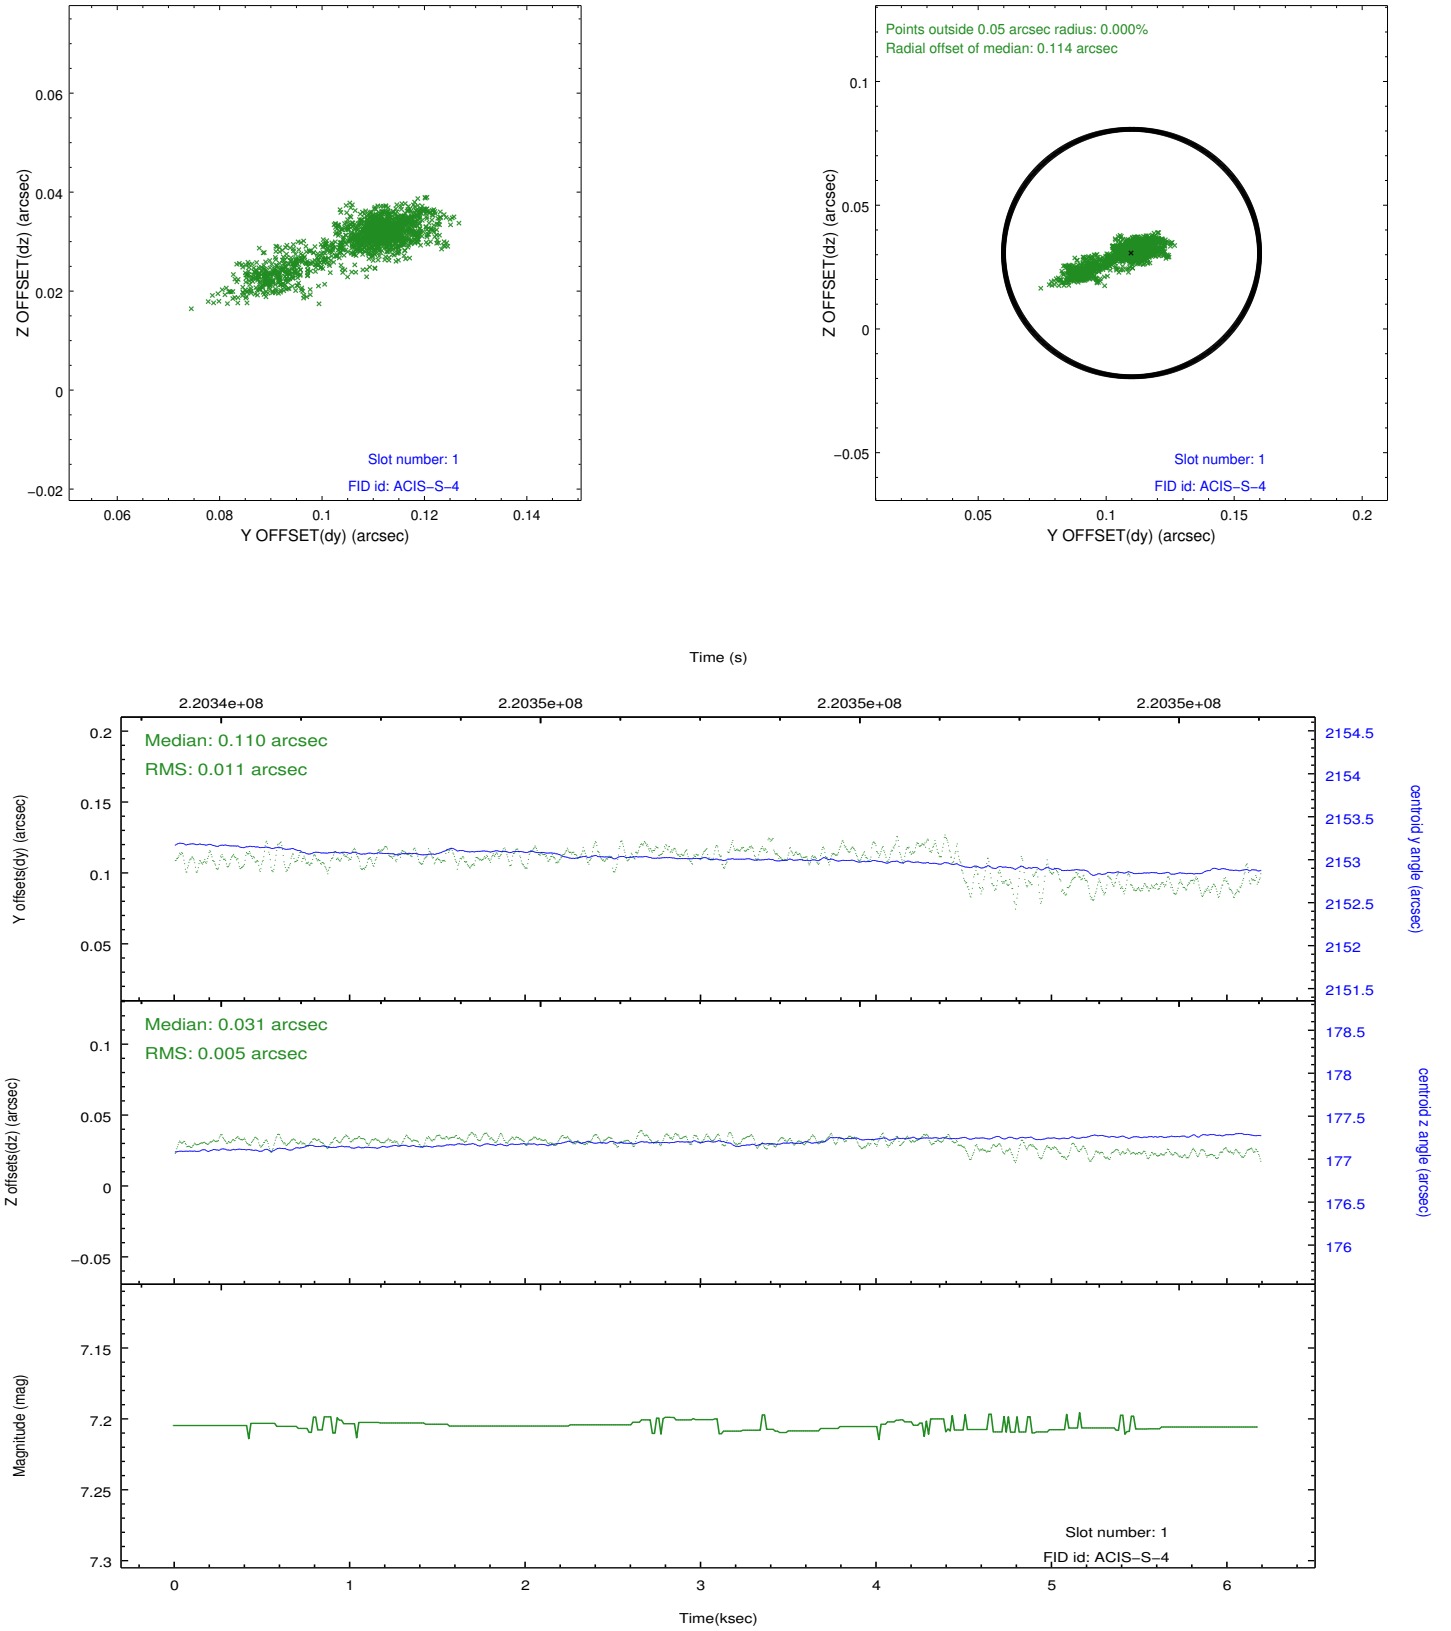 0.06
0.04
0.02
0
−0.02
Z OFFSET(dz) (arcsec)
Slot number: 1
FID id: ACIS−S−4
0.06 0.08 0.1 0.12 0.14
Y OFFSET(dy) (arcsec)
Points outside 0.05 arcsec radius: 0.000%
Radial offset of median: 0.114 arcsec
0.1
0.05
0
−0.05
Z OFFSET(dz) (arcsec)
Slot number: 1
FID id: ACIS−S−4
0.05 0.1 0.15 0.2
Y OFFSET(dy) (arcsec)
Time (s)
2.2034e+08 2.2035e+08 2.2035e+08 2.2035e+08
Median: 0.110 arcsec
RMS: 0.011 arcsec
0.2
0.15
0.1
0.05
Y offsets(dy) (arcsec)
2154.5
2154
2153.5
2153
2152.5
2152
2151.5
centroid y angle (arcsec)
Median: 0.031 arcsec
RMS: 0.005 arcsec
0.1
0.05
0
−0.05
Z offsets(dz) (arcsec)
178.5
178
177.5
177
176.5
176
centroid z angle (arcsec)
7.15
7.2
7.25
7.3
Magnitude (mag)
Slot number: 1
FID id: ACIS−S−4
0 1 2 3 4 5 6
Time(ksec)